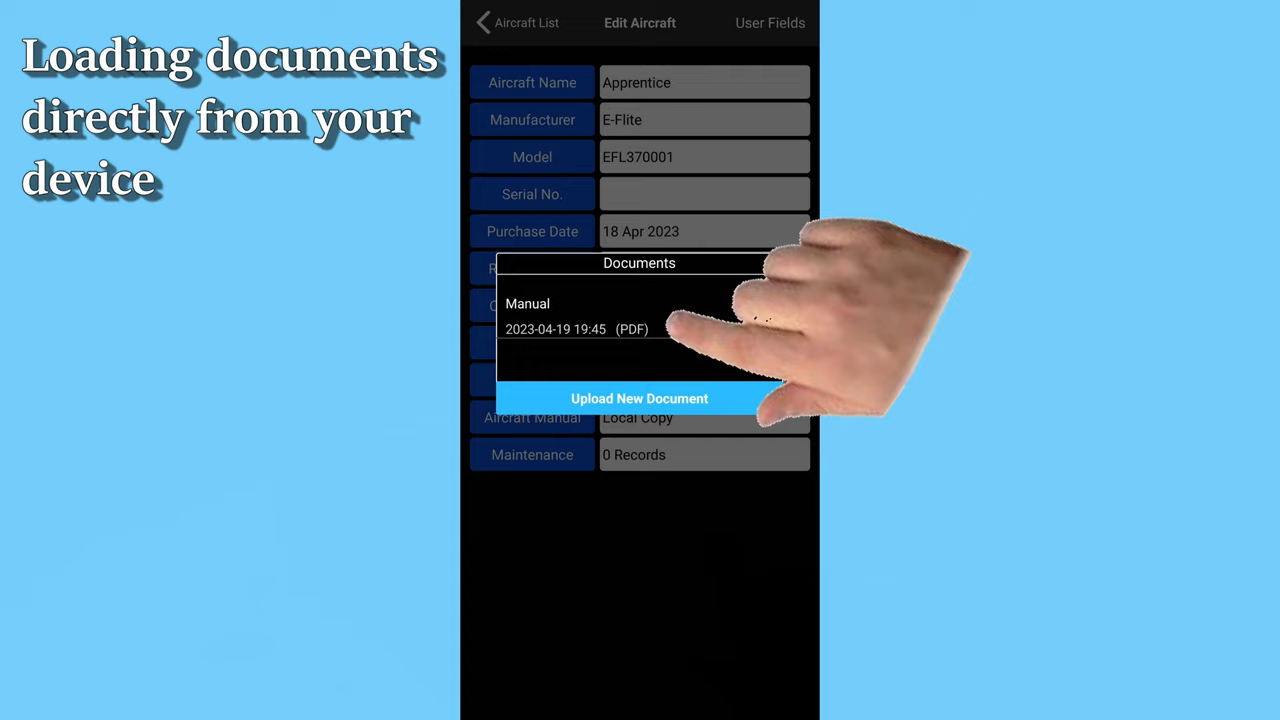 Loading documents
directly from your
device
Aircraft List
Edit Aircraft
User Fields
Aircraft Name
Apprentice
Manufacturer
E-Flite
Model
EFL370001
Serial No.
Purchase Date
18 Apr 2023
Documents
Manual
2023-04-19 19:45 (PDF)
Upload New Document
Aircraft Manual
Local Copy
Maintenance
0 Records